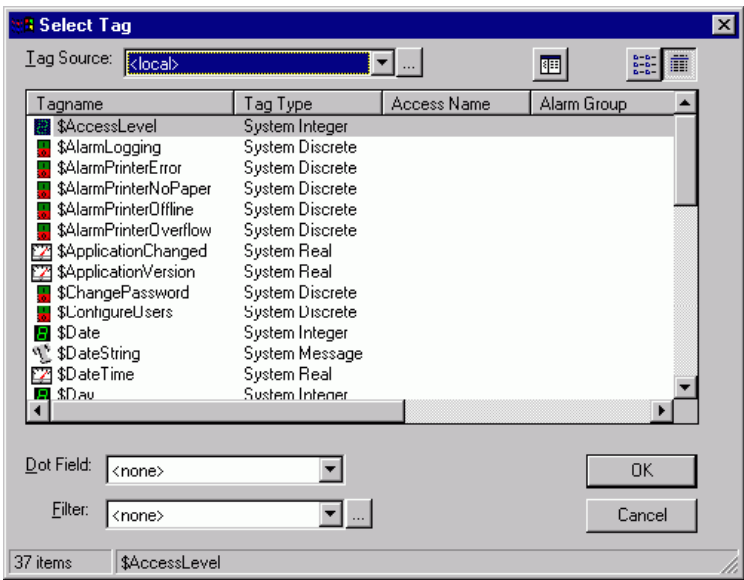 Select Tag
Tag Source: <local> ...
Tagname Tag Type Access Name Alarm Group
$AccessLevel System Integer
$AlarmLogging System Discrete
$AlarmPrinterError System Discrete
$AlarmPrinterNoPaper System Discrete
$AlarmPrinterOffline System Discrete
$AlarmPrinterOverflow System Discrete
$ApplicationChanged System Real
$ApplicationVersion System Real
$ChangePassword System Discrete
$ConfigureUsers System Discrete
$Date System Integer
$DateString System Message
$DateTime System Real
$Day System Integer
Dot Field: <none> OK
Filter: <none> ... Cancel
37 items $AccessLevel